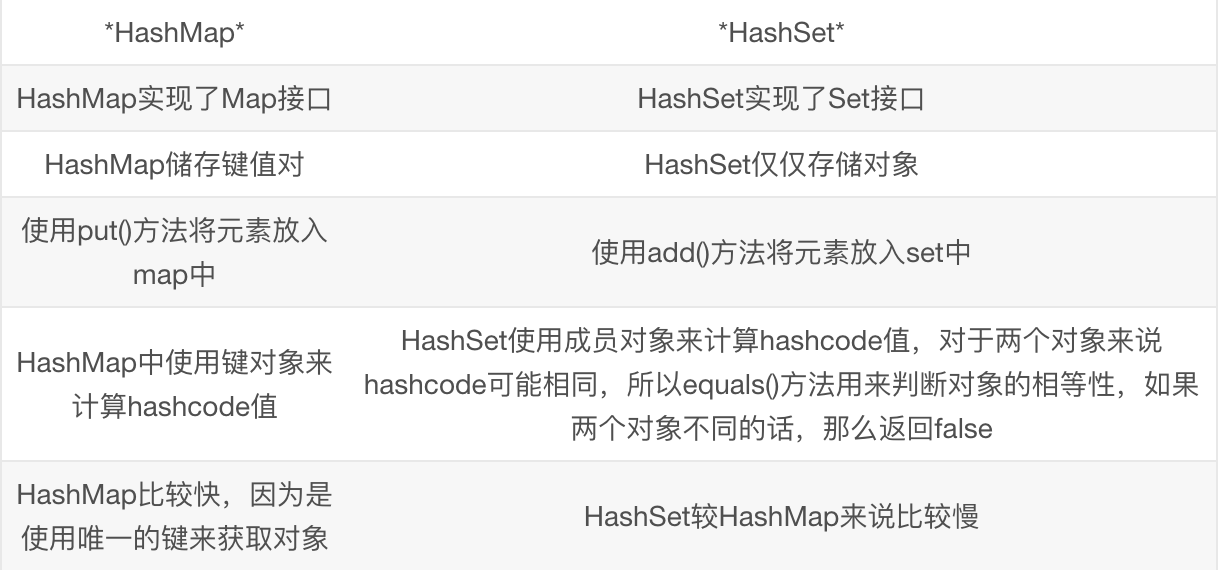 *HashMap*
*HashSet*
HashMap实现了Map接口
HashSet实现了Set接口
HashMap储存键值对
HashSet仅仅存储对象
使用put()方法将元素放入
map中
使用add()方法将元素放入set中
HashMap中使用键对象来
计算hashcode值
HashSet使用成员对象来计算hashcode值，对于两个对象来说
hashcode可能相同，所以equals()方法用来判断对象的相等性，如果
两个对象不同的话，那么返回false
HashMap比较快，因为是
使用唯一的键来获取对象
HashSet较HashMap来说比较慢